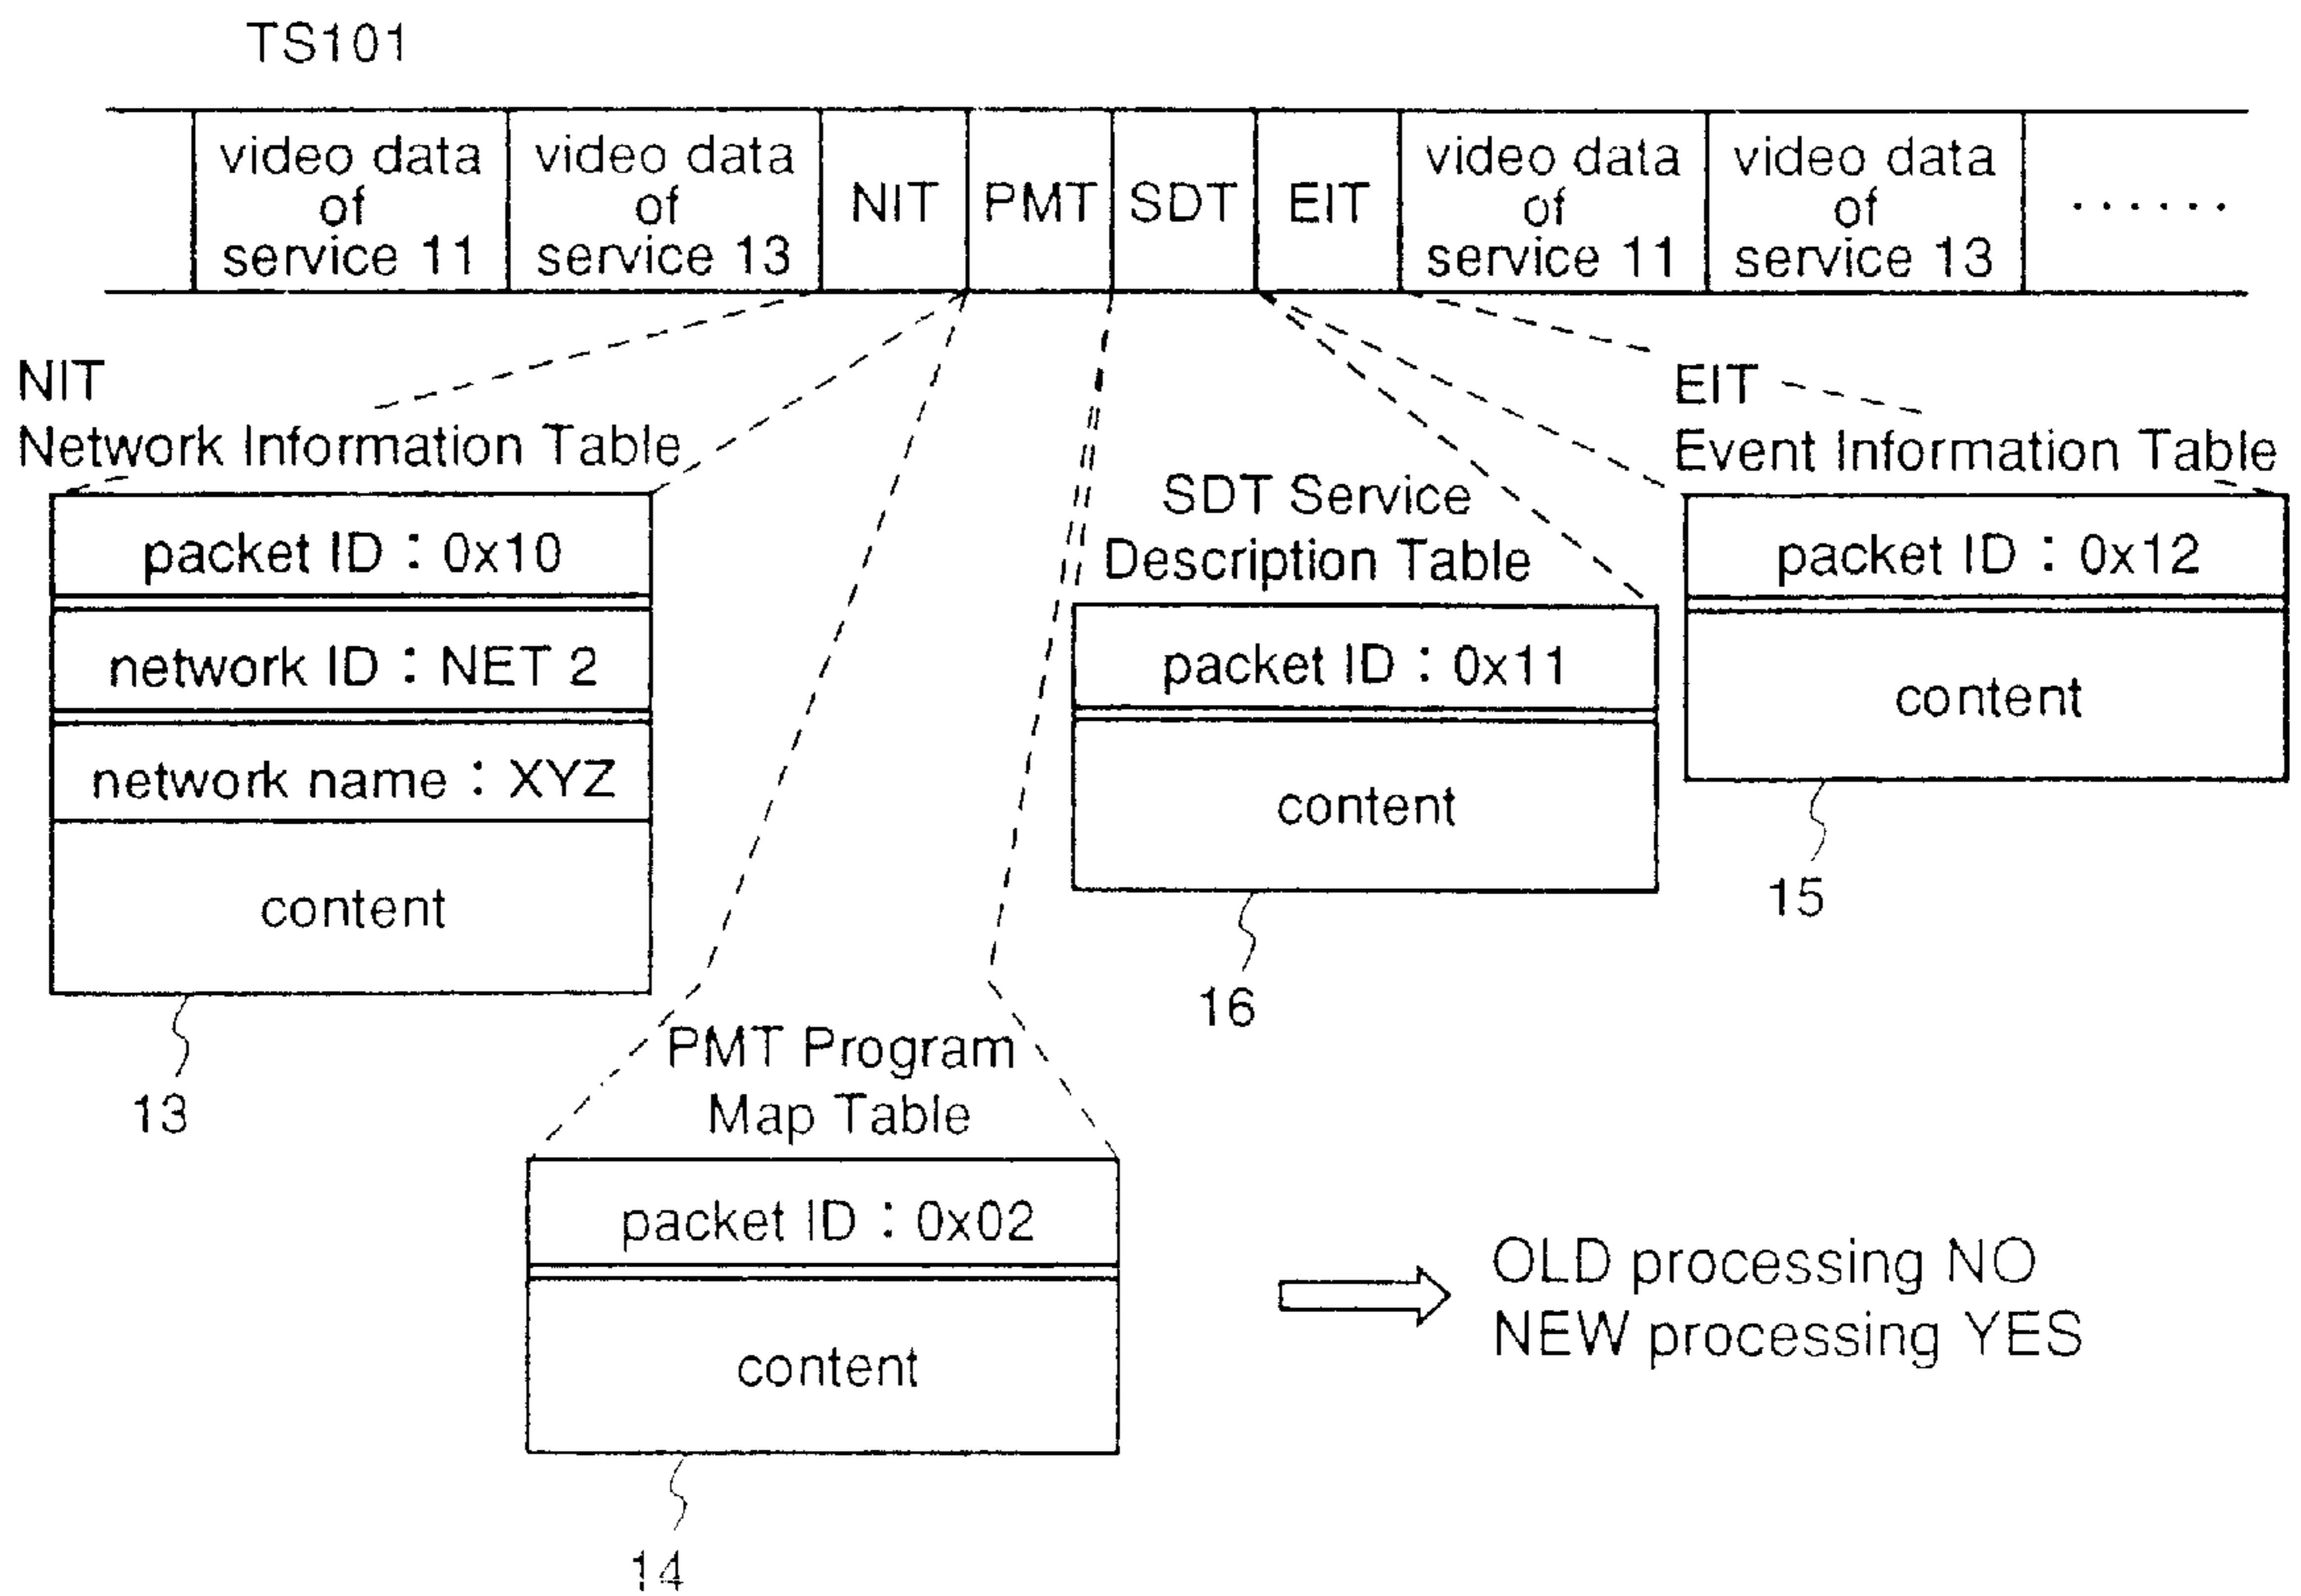 TS101
video data
of
service 11
video data
of
service 13
NIT
PMT
SDT
EIT
video data
of
service 11
video data
of
service 13
......
NIT
Network Information Table
packet ID : 0x10
network ID : NET 2
network name : XYZ
content
13
PMT Program
Map Table
packet ID : 0x02
content
14
SDT Service
Description Table
packet ID : 0x11
content
16
EIT
Event Information Table
packet ID : 0x12
content
15
OLD processing NO
NEW processing YES